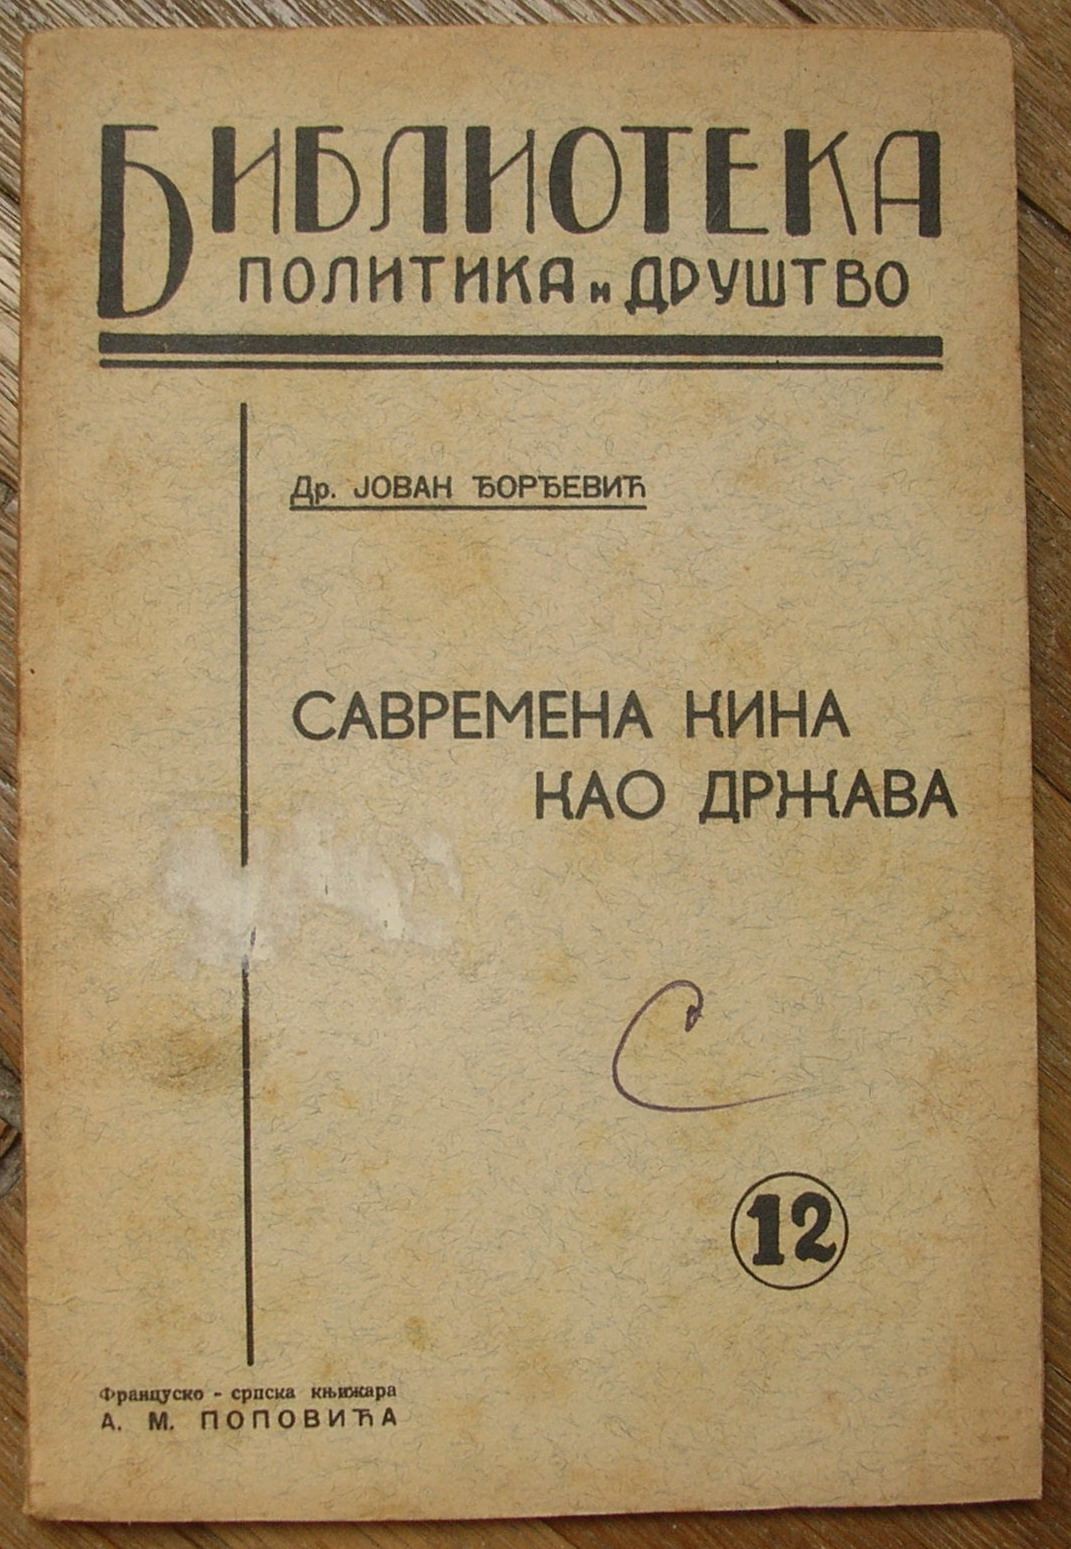 БИБЛИОТЕКА
ПОЛИТИКА и ДРУШТВО
Др. ЈОВАН ЂОРЂЕВИЋ
САВРЕМЕНА КИНА
КАО ДРЖАВА
С
12
Француско - српска књижара
А. М. ПОПОВИЋА